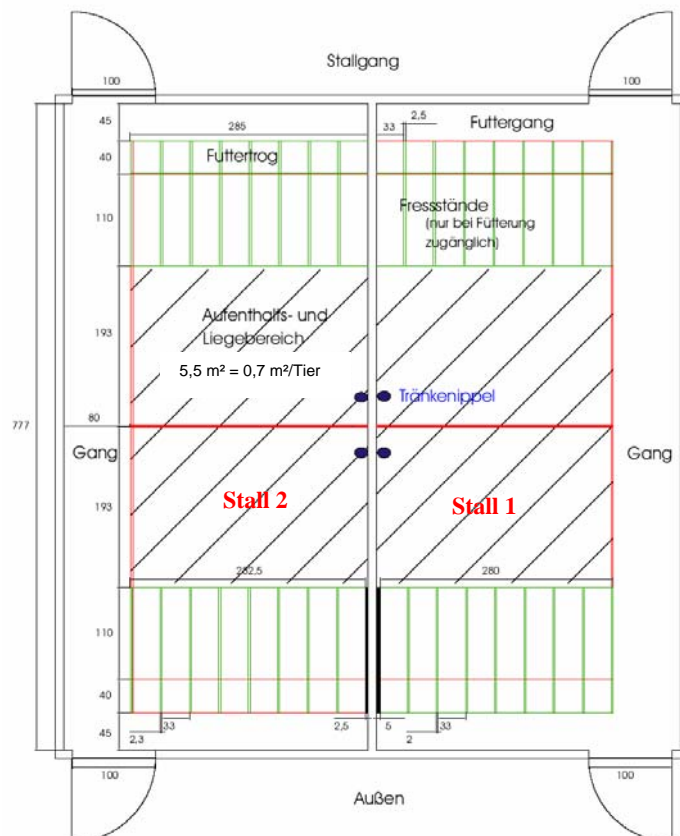 Stallgang
100
100
45
2,5
285
33
Futtergang
40
Futtertrog
110
Fressstände
(nur bei Fütterung
zugänglich)
193
Aufenthalfs- und
Liegebereich
5,5 m² = 0,7 m²/Tier
80
Tränkenippel
777
Gang
Gang
193
Stall 2
Stall 1
282,5
280
110
40
33
2,5
5
33
45
2,3
2
100
100
Außen